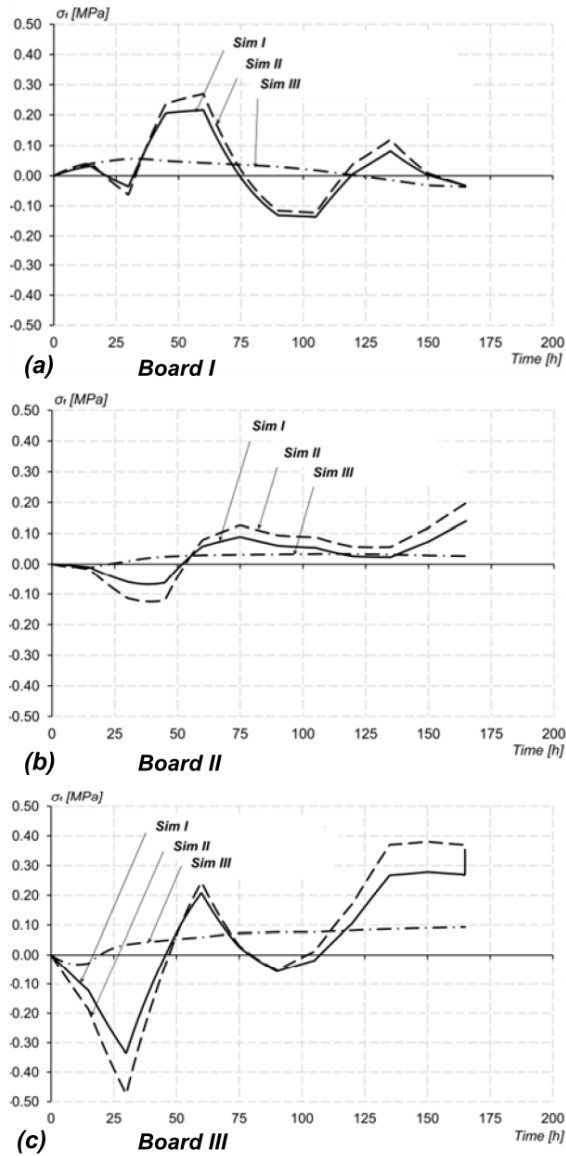 σt [MPa]
0.50
Sim I
0.40
Sim II
0.30
Sim III
0.20
0.10
0.00
-0.10
-0.20
-0.30
-0.40
-0.50
0 25 50 75 100 125 150 175 200
Time [h]
(a) Board I
σt [MPa]
0.50
Sim I
0.40
Sim II
0.30
Sim III
0.20
0.10
0.00
-0.10
-0.20
-0.30
-0.40
-0.50
0 25 50 75 100 125 150 175 200
Time [h]
(b) Board II
σt [MPa]
0.50
Sim I
0.40
Sim II
0.30
Sim III
0.20
0.10
0.00
-0.10
-0.20
-0.30
-0.40
-0.50
0 25 50 75 100 125 150 175 200
Time [h]
(c) Board III